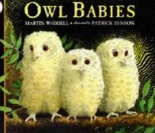 OWL BABIES
MARTIN WADDELL illustrated by PATRICK BENSON